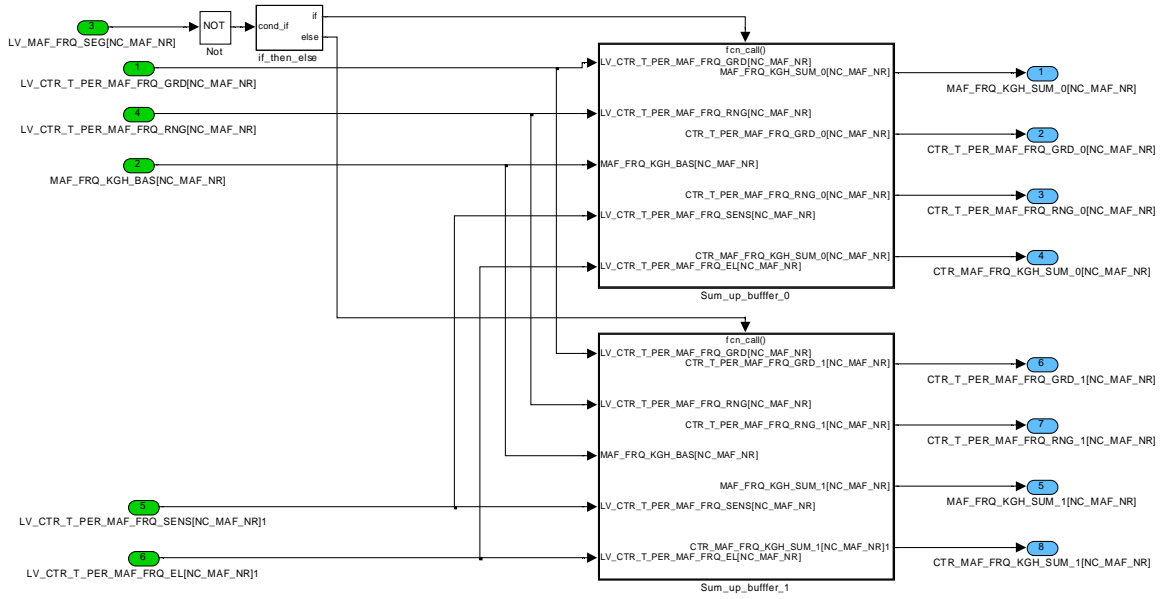 3
LV_MAF_FRQ_SEG[NC_MAF_NR]
NOT
Not
cond_if
if
else
if_then_else
1
LV_CTR_T_PER_MAF_FRQ_GRD[NC_MAF_NR]
4
LV_CTR_T_PER_MAF_FRQ_RNG[NC_MAF_NR]
2
MAF_FRQ_KGH_BAS[NC_MAF_NR]
5
LV_CTR_T_PER_MAF_FRQ_SENS[NC_MAF_NR]1
6
LV_CTR_T_PER_MAF_FRQ_EL[NC_MAF_NR]1
fcn_call()
LV_CTR_T_PER_MAF_FRQ_GRD[NC_MAF_NR]
MAF_FRQ_KGH_SUM_0[NC_MAF_NR]
LV_CTR_T_PER_MAF_FRQ_RNG[NC_MAF_NR]
CTR_T_PER_MAF_FRQ_GRD_0[NC_MAF_NR]
MAF_FRQ_KGH_BAS[NC_MAF_NR]
CTR_T_PER_MAF_FRQ_RNG_0[NC_MAF_NR]
LV_CTR_T_PER_MAF_FRQ_SENS[NC_MAF_NR]
CTR_MAF_FRQ_KGH_SUM_0[NC_MAF_NR]
LV_CTR_T_PER_MAF_FRQ_EL[NC_MAF_NR]
Sum_up_bufffer_0
1
MAF_FRQ_KGH_SUM_0[NC_MAF_NR]
2
CTR_T_PER_MAF_FRQ_GRD_0[NC_MAF_NR]
3
CTR_T_PER_MAF_FRQ_RNG_0[NC_MAF_NR]
4
CTR_MAF_FRQ_KGH_SUM_0[NC_MAF_NR]
fcn_call()
LV_CTR_T_PER_MAF_FRQ_GRD[NC_MAF_NR]
CTR_T_PER_MAF_FRQ_GRD_1[NC_MAF_NR]
LV_CTR_T_PER_MAF_FRQ_RNG[NC_MAF_NR]
CTR_T_PER_MAF_FRQ_RNG_1[NC_MAF_NR]
MAF_FRQ_KGH_BAS[NC_MAF_NR]
MAF_FRQ_KGH_SUM_1[NC_MAF_NR]
LV_CTR_T_PER_MAF_FRQ_SENS[NC_MAF_NR]
CTR_MAF_FRQ_KGH_SUM_1[NC_MAF_NR]1
LV_CTR_T_PER_MAF_FRQ_EL[NC_MAF_NR]
Sum_up_bufffer_1
6
CTR_T_PER_MAF_FRQ_GRD_1[NC_MAF_NR]
7
CTR_T_PER_MAF_FRQ_RNG_1[NC_MAF_NR]
5
MAF_FRQ_KGH_SUM_1[NC_MAF_NR]
8
CTR_MAF_FRQ_KGH_SUM_1[NC_MAF_NR]